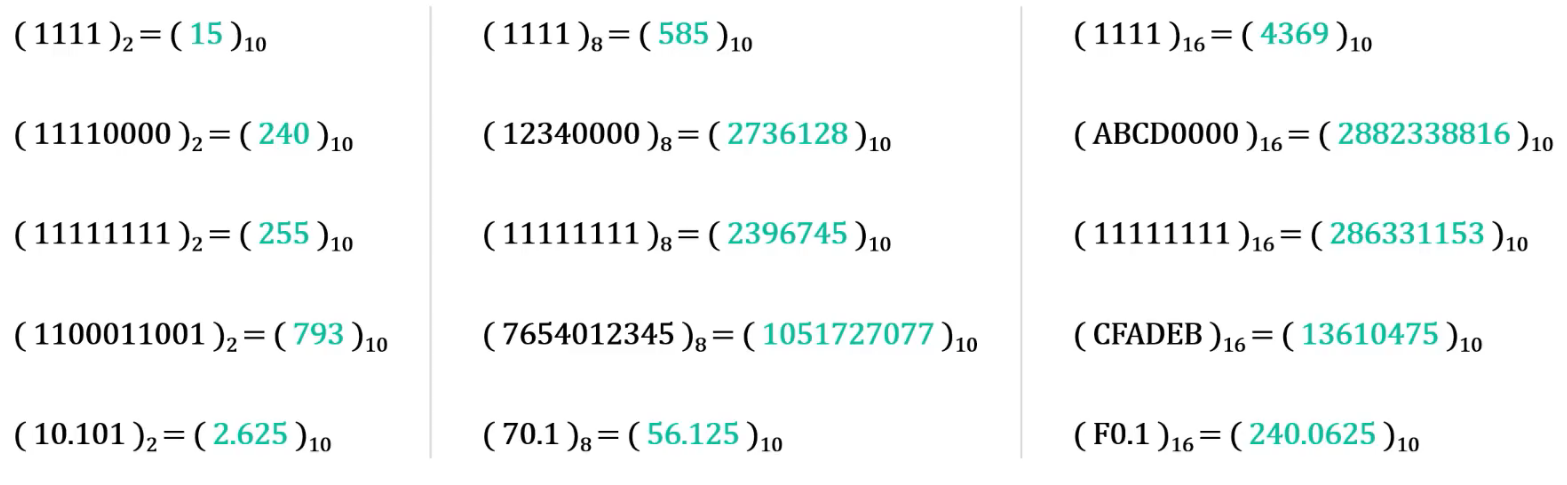 ( 1111 )₂ = ( 15 )₁₀
( 11110000 )₂ = ( 240 )₁₀
( 11111111 )₂ = ( 255 )₁₀
( 1100011001 )₂ = ( 793 )₁₀
( 10.101 )₂ = ( 2.625 )₁₀
( 1111 )₈ = ( 585 )₁₀
( 12340000 )₈ = ( 2736128 )₁₀
( 11111111 )₈ = ( 2396745 )₁₀
( 7654012345 )₈ = ( 1051727077 )₁₀
( 70.1 )₈ = ( 56.125 )₁₀
( 1111 )₁₆ = ( 4369 )₁₀
( ABCD0000 )₁₆ = ( 2882338816 )₁₀
( 11111111 )₁₆ = ( 286331153 )₁₀
( CFADEB )₁₆ = ( 13610475 )₁₀
( F0.1 )₁₆ = ( 240.0625 )₁₀